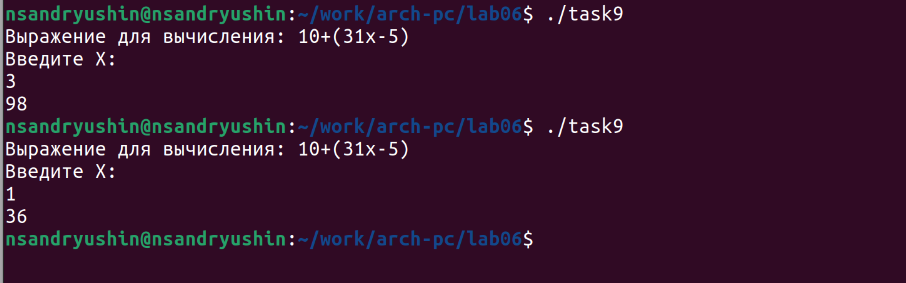 nsandryushin@nsandryushin:~/work/arch-pc/lab06$ ./task9
Выражение для вычисления: 10+(31x-5)
Введите X:
3
98
nsandryushin@nsandryushin:~/work/arch-pc/lab06$ ./task9
Выражение для вычисления: 10+(31x-5)
Введите X:
1
36
nsandryushin@nsandryushin:~/work/arch-pc/lab06$